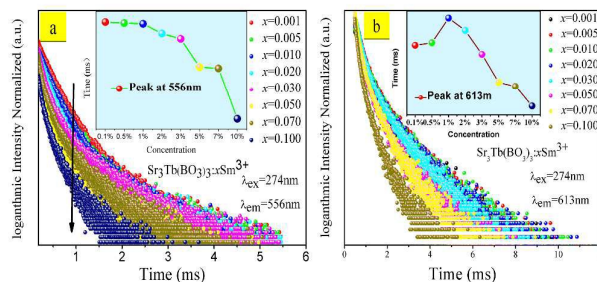 a
logarithmic Intensity Normalized (a.u.)
Time (ms)
Peak at 556nm
0.1% 0.5% 1% 2% 3% 5% 7% 10%
Concentration
x=0.001
x=0.005
x=0.010
x=0.020
x=0.030
x=0.050
x=0.070
x=0.100
Sr3Tb(BO3)3:xSm3+
λex=274nm
λem=556nm
1 2 3 4 5 6
Time (ms)
b
logarithmic Intensity Normalized (a.u.)
Time (ms)
Peak at 613m
0.1% 0.5% 1% 2% 3% 5% 7% 10%
Concentration
x=0.001
x=0.005
x=0.010
x=0.030
x=0.020
x=0.050
x=0.070
x=0.100
Sr3Tb(BO3)3:xSm3+
λex=274nm
λem=613nm
0 2 4 6 8 10
Time (ms)